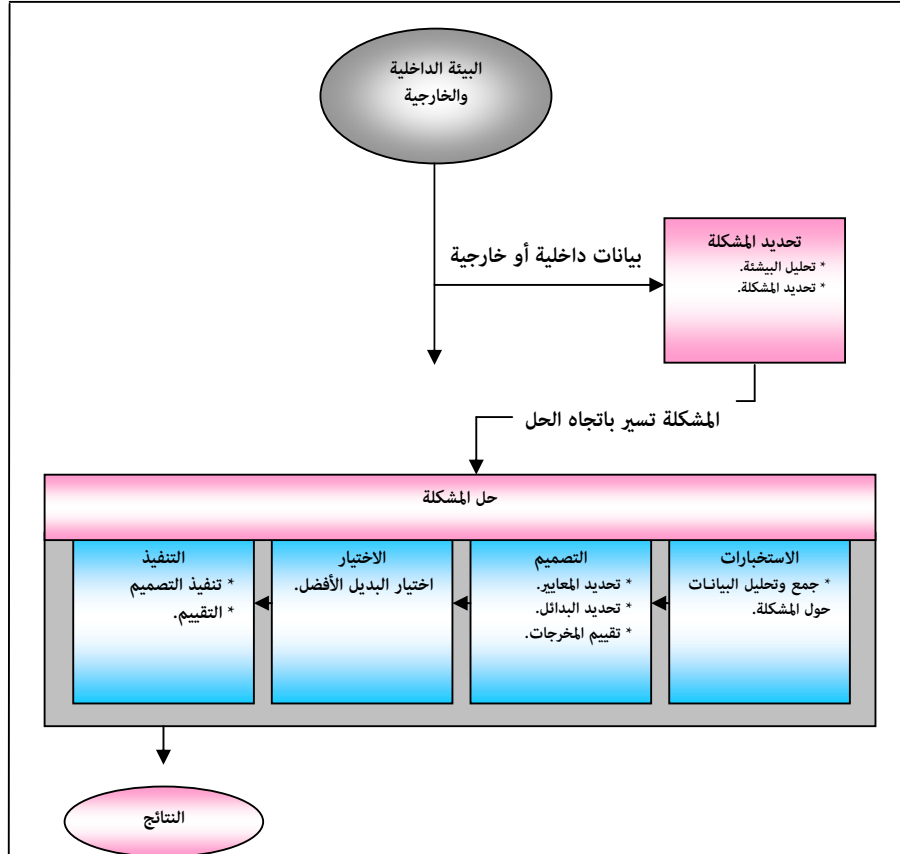 البيئة الداخلية
والخارجية
تحديد المشكلة
* تحليل البيشئة.
* تحديد المشكلة.
بيانات داخلية أو خارجية
المشكلة تسير باتجاه الحل
حل المشكلة
الاستخبارات
* جمع وتحليل البيانات
حول المشكلة.
التصميم
* تحديد المعايير.
* تحديد البدائل.
* تقييم المخرجات.
الاختيار
اختيار البديل الأفضل.
التنفيذ
* تنفيذ التصميم
* التقييم.
النتائج